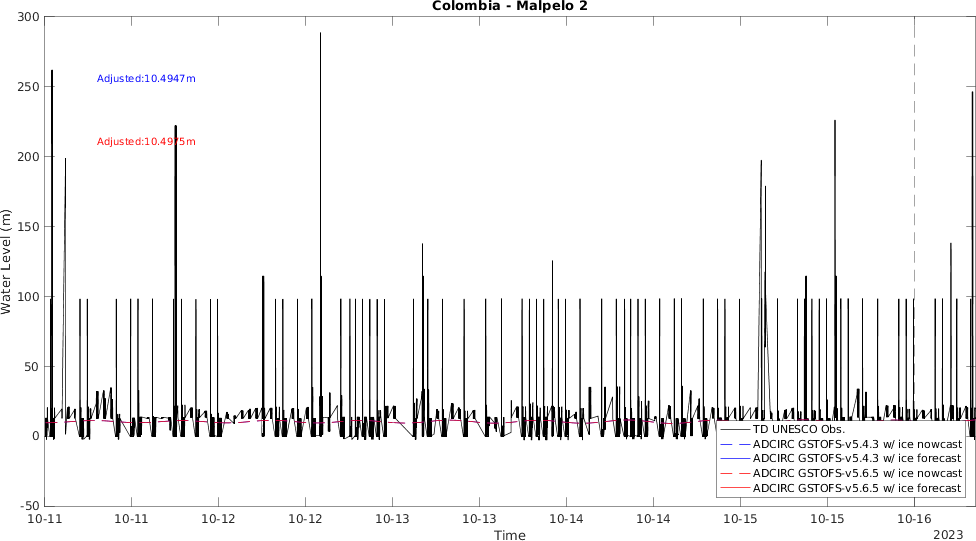 Colombia - Malpelo 2
300
250
200
150
100
50
0
-50
Water Level (m)
Adjusted:10.4947m
Adjusted:10.4975m
TD UNESCO Obs.
ADCIRC GSTOFS-v5.4.3 w/ ice nowcast
ADCIRC GSTOFS-v5.4.3 w/ ice forecast
ADCIRC GSTOFS-v5.6.5 w/ ice nowcast
ADCIRC GSTOFS-v5.6.5 w/ ice forecast
10-11 10-11 10-12 10-12 10-13 10-13 10-14 10-14 10-15 10-15 10-16
Time
2023